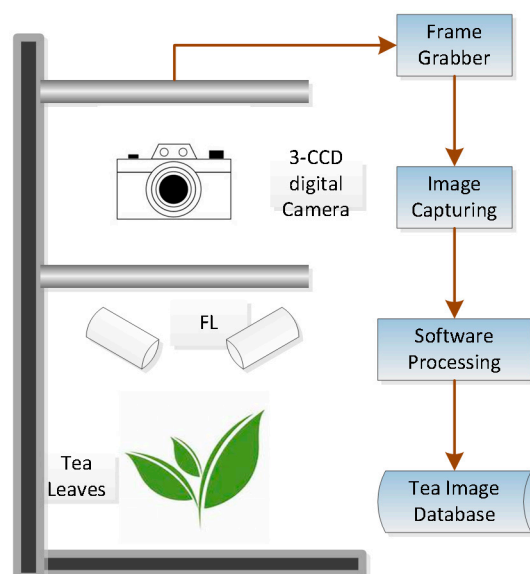 Frame
Grabber
3-CCD
digital
Camera
Image
Capturing
FL
Software
Processing
Tea
Leaves
Tea Image
Database